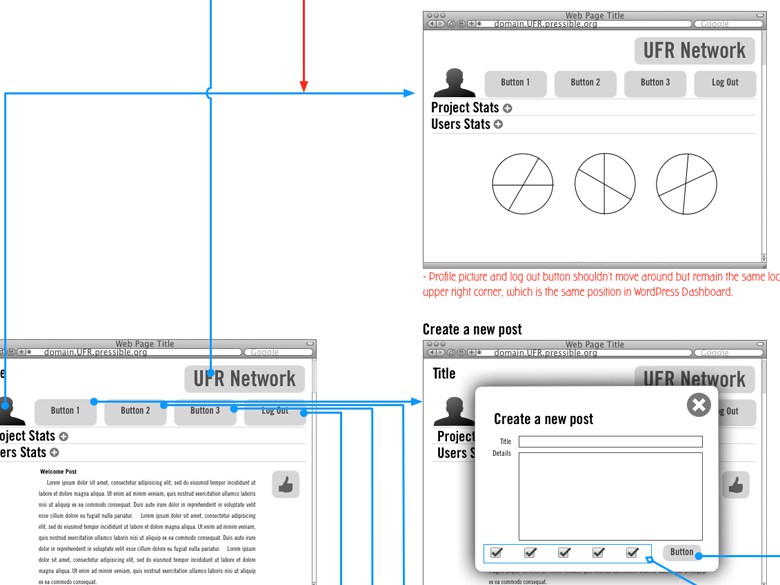 Web Page Title
domain.UFR.pressible.org
Google
UFR Network
Button 1
Button 2
Button 3
Log Out
Project Stats
Users Stats
- Profile picture and log out button shouldn't move around but remain the same
upper right corner, which is the same position in WordPress Dashboard.
Web Page Title
domain.UFR.pressible.org
Google
UFR Network
Button 1
Button 2
Button 3
Log Out
oject Stats
ers Stats
Welcome Post
Lorem ipsum dolor sit amet, consectetur adipisicing elit, sed do eiusmod tempor incididunt ut
labore et dolore magna aliqua. Ut enim ad minim veniam, quis nostrud exercitation ullamco laboris
nisi ut aliquip ex ea commodo consequat. Duis aute irure dolor in reprehenderit in voluptate velit
esse cillum dolore eu fugiat nulla pariatur. Lorem ipsum dolor sit amet, consectetur adipisicing
elit, sed do eiusmod tempor incididunt ut labore et dolore magna aliqua. Ut enim ad minim veniam,
quis nostrud exercitation ullamco laboris nisi ut aliquip ex ea commodo consequat. Duis aute irure
dolor in reprehenderit in voluptate velit esse cillum dolore eu fugiat nulla pariatur. Lorem ipsum
dolor sit amet, consectetur adipisicing elit, sed do eiusmod tempor incididunt ut labore et dolore
magna aliqua. Ut enim ad minim veniam, quis nostrud exercitation ullamco laboris nisi ut aliquip
ex ea commodo consequat. Duis aute irure dolor in reprehenderit in voluptate velit esse cillum
Create a new post
Web Page Title
domain.UFR.pressible.org
Google
Title
UFR Network
g Out
Project
Users S
Create a new post
Title
Details
Button